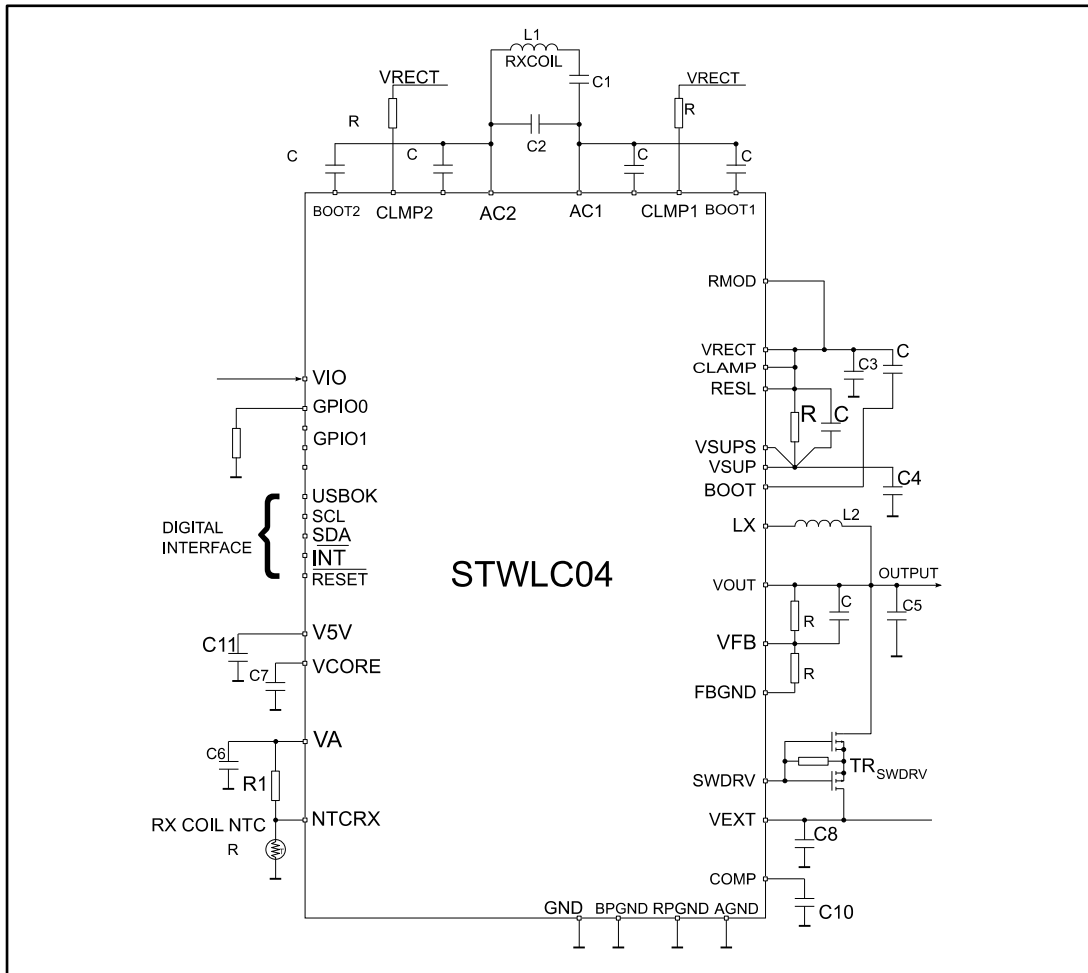 L1
RXCOIL
VRECT
C1
VRECT
R
R
C2
C
C
C
C
BOOT2
CLMP2
AC2
AC1
CLMP1
BOOT1
RMOD
VRECT
C3
C
CLAMP
RESL
R
C
VSUPS
VSUP
C4
BOOT
LX
L2
VIO
GPIO0
GPIO1
USBOK
SCL
SDA
INT
RESET
DIGITAL
INTERFACE
STWLC04
VOUT
OUTPUT
R
C
C5
VFB
R
FBGND
C11
V5V
C7
VCORE
C6
VA
R1
RX COIL NTC
NTCRX
R
T
SWDRV
TRSWDRV
VEXT
C8
COMP
C10
GND
BPGND
RPGND
AGND